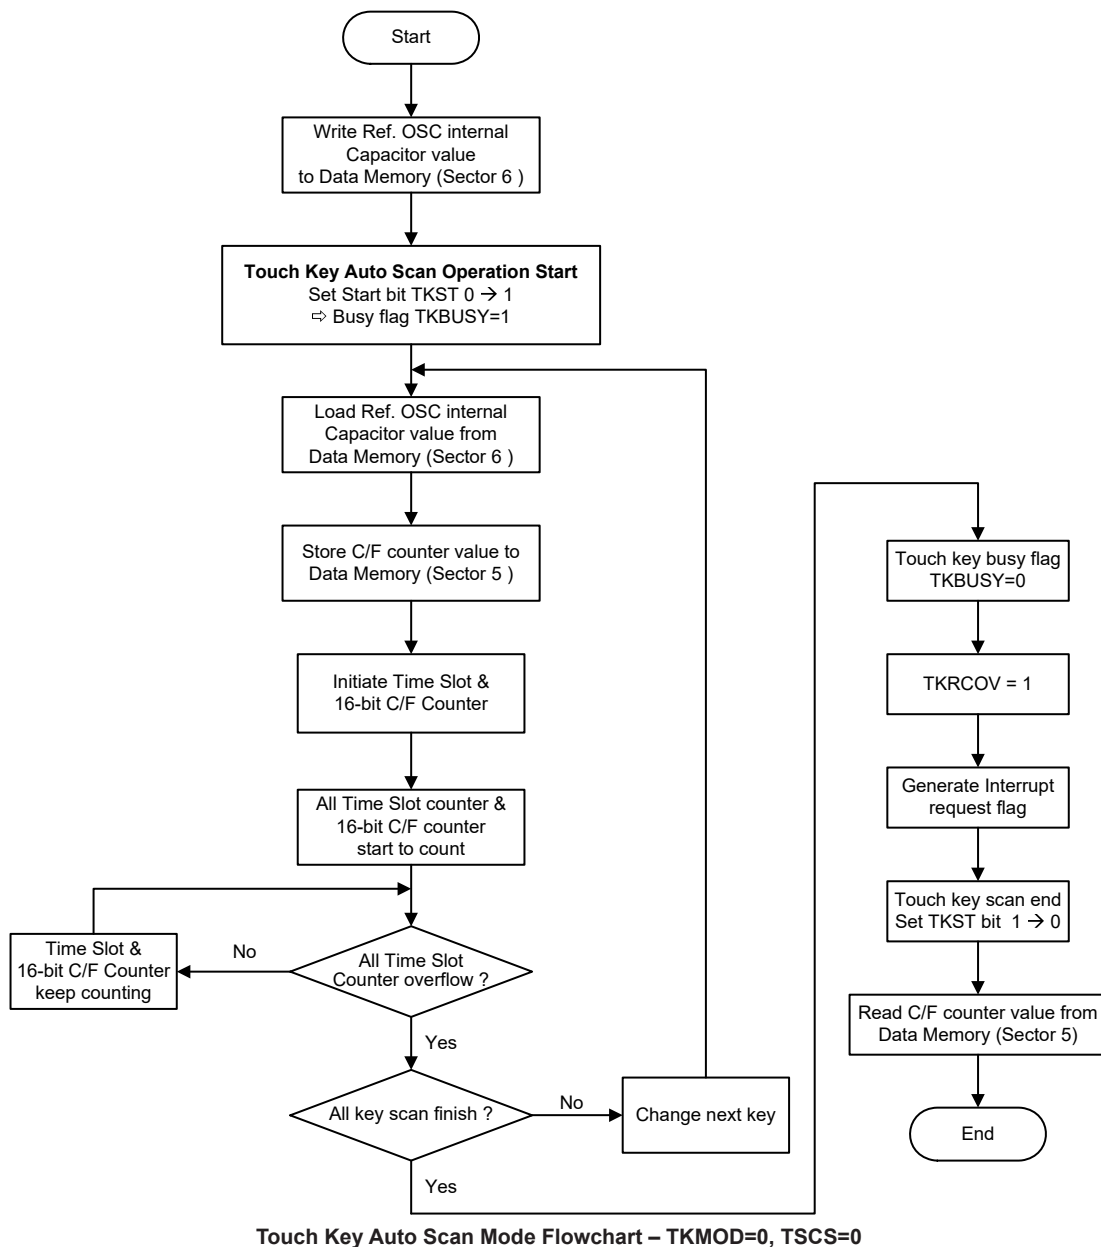 Start
Write Ref. OSC internal
Capacitor value
to Data Memory (Sector 6 )
Touch Key Auto Scan Operation Start
Set Start bit TKST 0 → 1
⇨ Busy flag TKBUSY=1
Load Ref. OSC internal
Capacitor value from
Data Memory (Sector 6 )
Store C/F counter value to
Data Memory (Sector 5 )
Initiate Time Slot &
16-bit C/F Counter
All Time Slot counter &
16-bit C/F counter
start to count
Time Slot &
16-bit C/F Counter
keep counting
No
All Time Slot
Counter overflow ?
Yes
All key scan finish ?
No
Change next key
Yes
Touch key busy flag
TKBUSY=0
TKRCOV = 1
Generate Interrupt
request flag
Touch key scan end
Set TKST bit 1 → 0
Read C/F counter value from
Data Memory (Sector 5)
End
Touch Key Auto Scan Mode Flowchart – TKMOD=0, TSCS=0